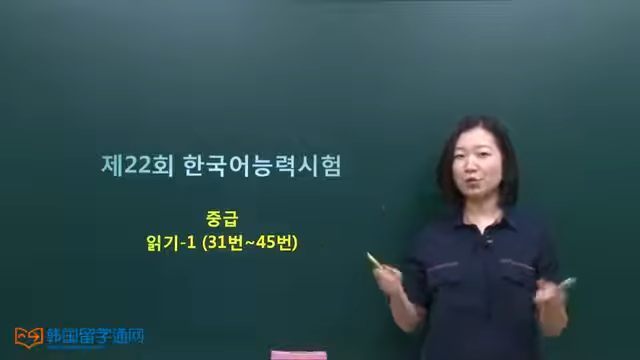 제22회 한국어능력시험
중급
읽기-1 (31번~45번)
韩国留学通网